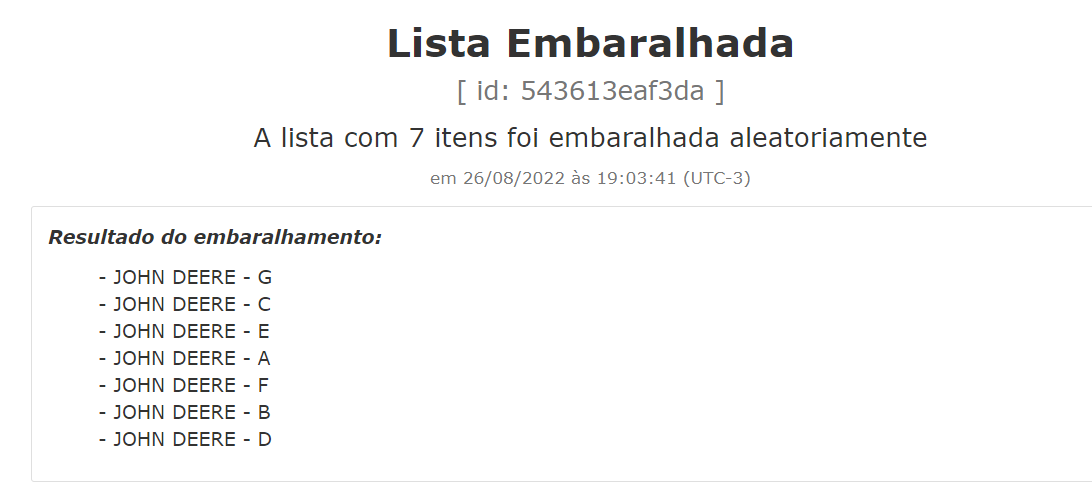 Lista Embaralhada
[ id: 543613eaf3da ]
A lista com 7 itens foi embaralhada aleatoriamente
em 26/08/2022 às 19:03:41 (UTC-3)
Resultado do embaralhamento:
- JOHN DEERE - G
- JOHN DEERE - C
- JOHN DEERE - E
- JOHN DEERE - A
- JOHN DEERE - F
- JOHN DEERE - B
- JOHN DEERE - D